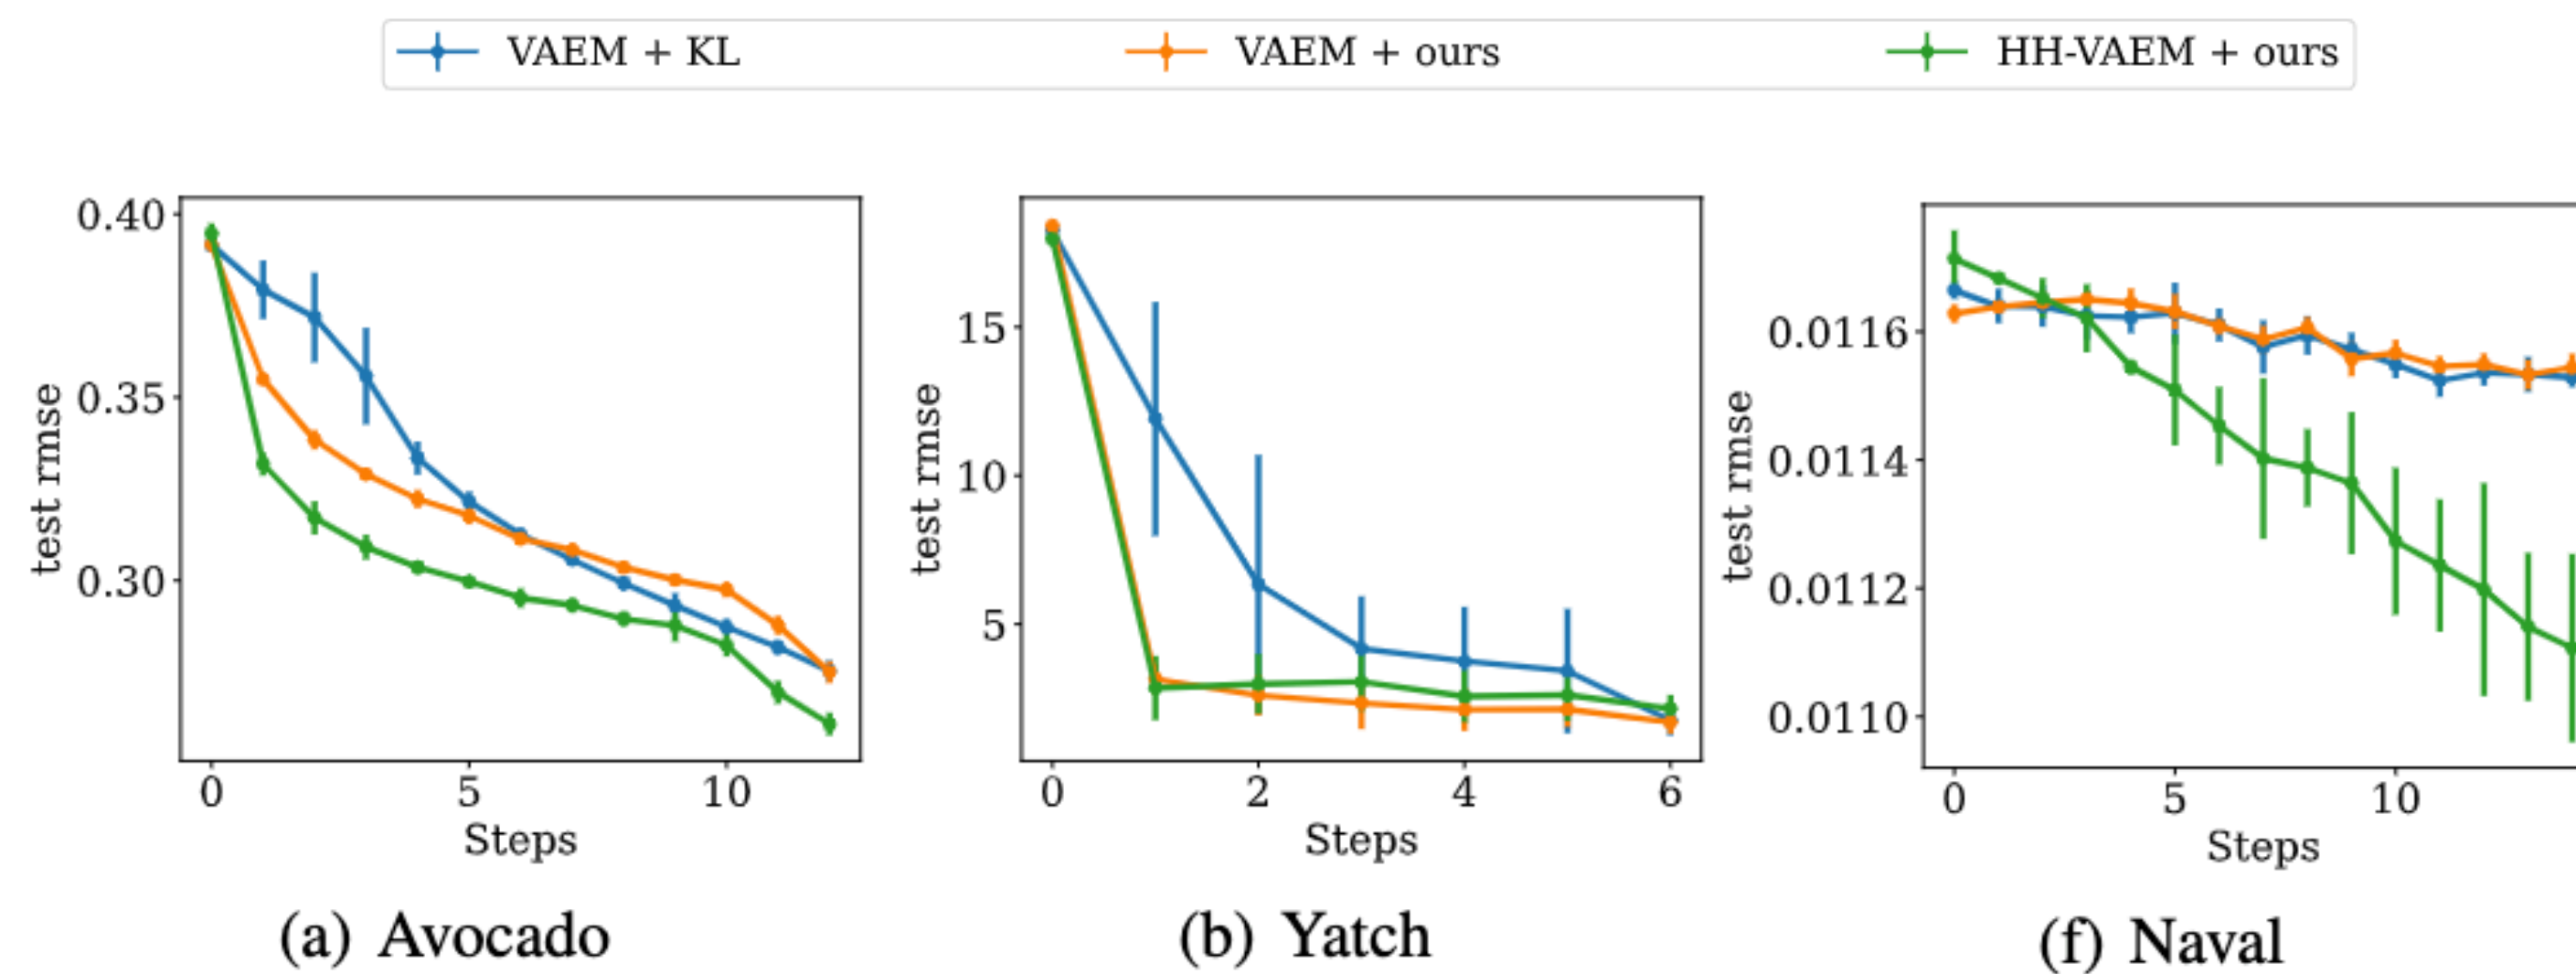 VAEM + KL VAEM + ours HH-VAEM + ours
0.40
0.35
0.30
test rmse
0 5 10
Steps
(a) Avocado
15
10
5
test rmse
0 2 4 6
Steps
(b) Yatch
0.0116
0.0114
0.0112
0.0110
test rmse
0 5 10
Steps
(f) Naval